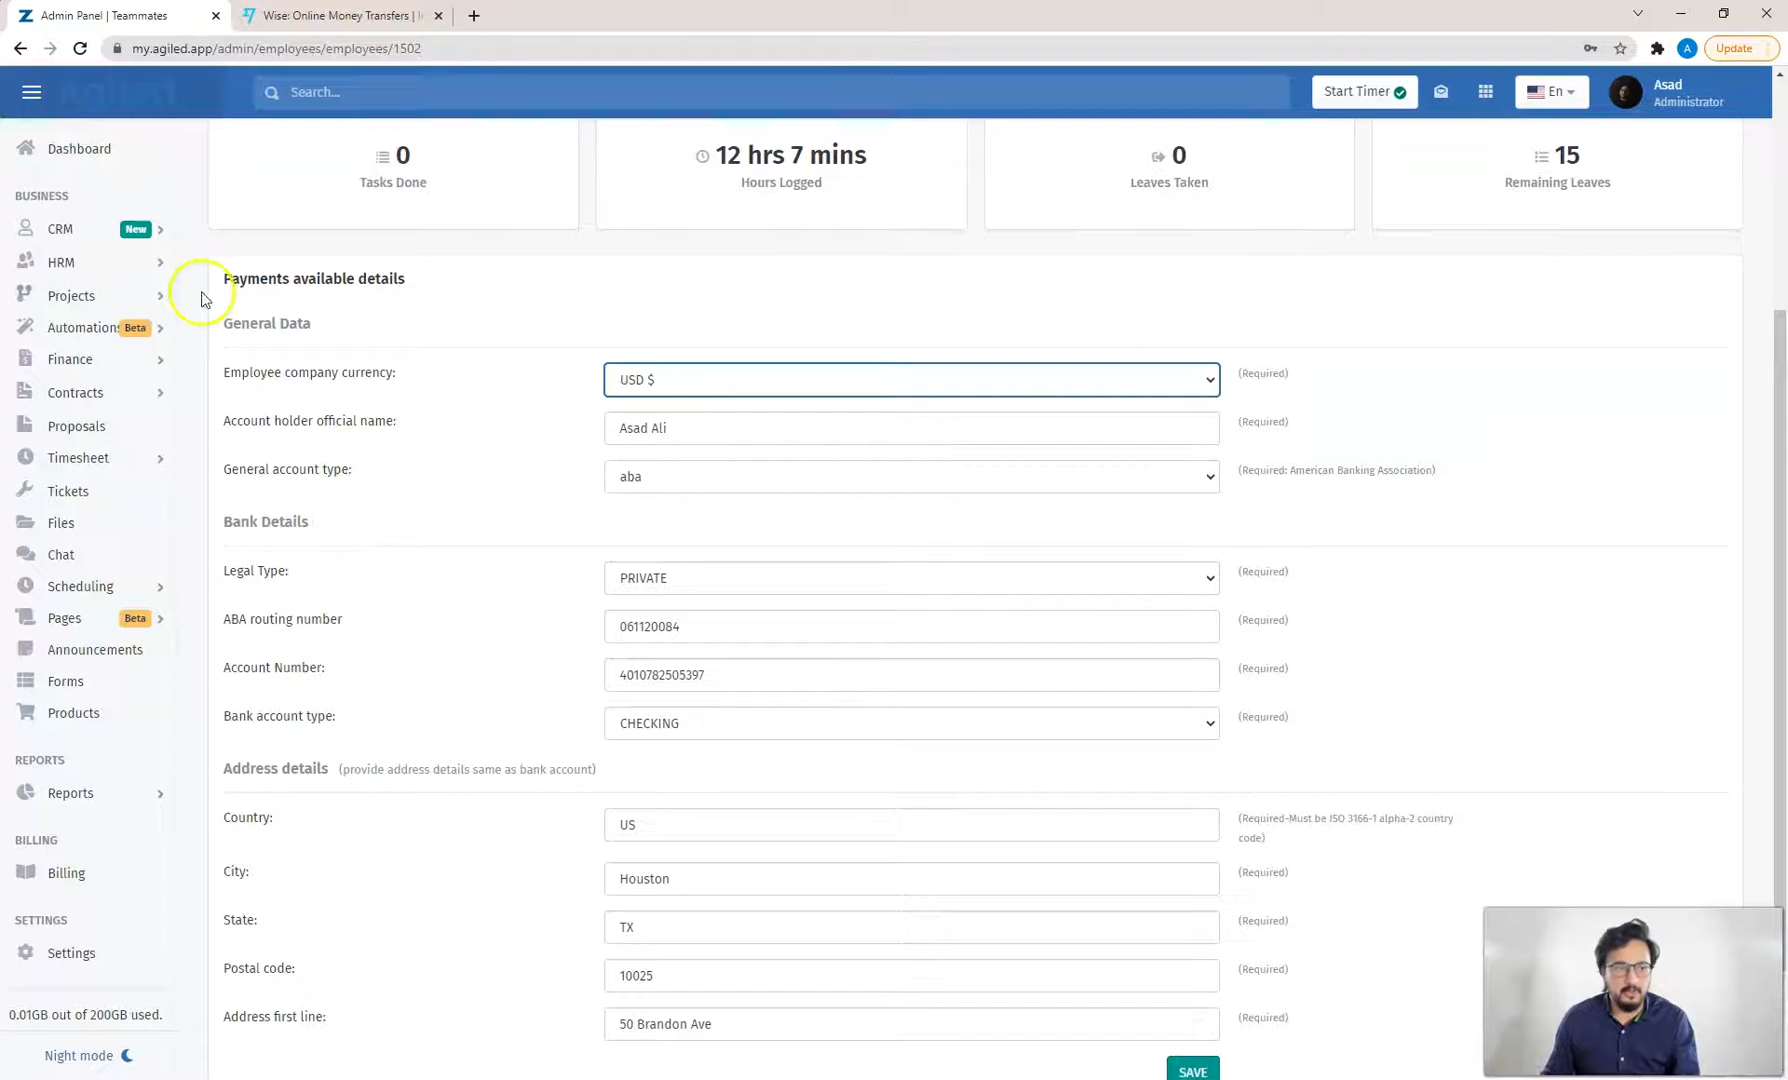 Admin Panel | Teammates
Wise: Online Money Transfers |
my.agiled.app/admin/employees/employees/1502
Update
Search...
Start Timer
En
Asad
Administrator
Dashboard
BUSINESS
CRM New
HRM
Projects
Automations Beta
Finance
Contracts
Proposals
Timesheet
Tickets
Files
Chat
Scheduling
Pages Beta
Announcements
Forms
Products
REPORTS
Reports
BILLING
Billing
SETTINGS
Settings
0.01GB out of 200GB used.
Night mode
0
Tasks Done
12 hrs 7 mins
Hours Logged
0
Leaves Taken
15
Remaining Leaves
Payments available details
General Data
Employee company currency: USD $ (Required)
Account holder official name: Asad Ali (Required)
General account type: aba (Required: American Banking Association)
Bank Details
Legal Type: PRIVATE (Required)
ABA routing number 061120084 (Required)
Account Number: 4010782505397 (Required)
Bank account type: CHECKING (Required)
Address details (provide address details same as bank account)
Country: US (Required-Must be ISO 3166-1 alpha-2 country
code)
City: Houston (Required)
State: TX (Required)
Postal code: 10025 (Required)
Address first line: 50 Brandon Ave (Required)
SAVE